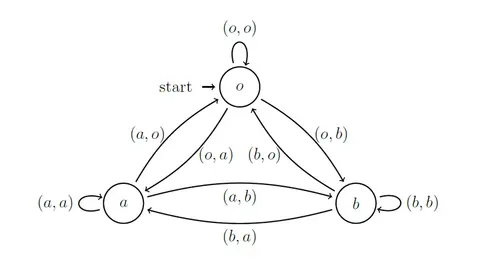 (o, o)
start o
(a, o) (o, b)
(o, a) (b, o)
(a, a) a (a, b) b (b, b)
(b, a)